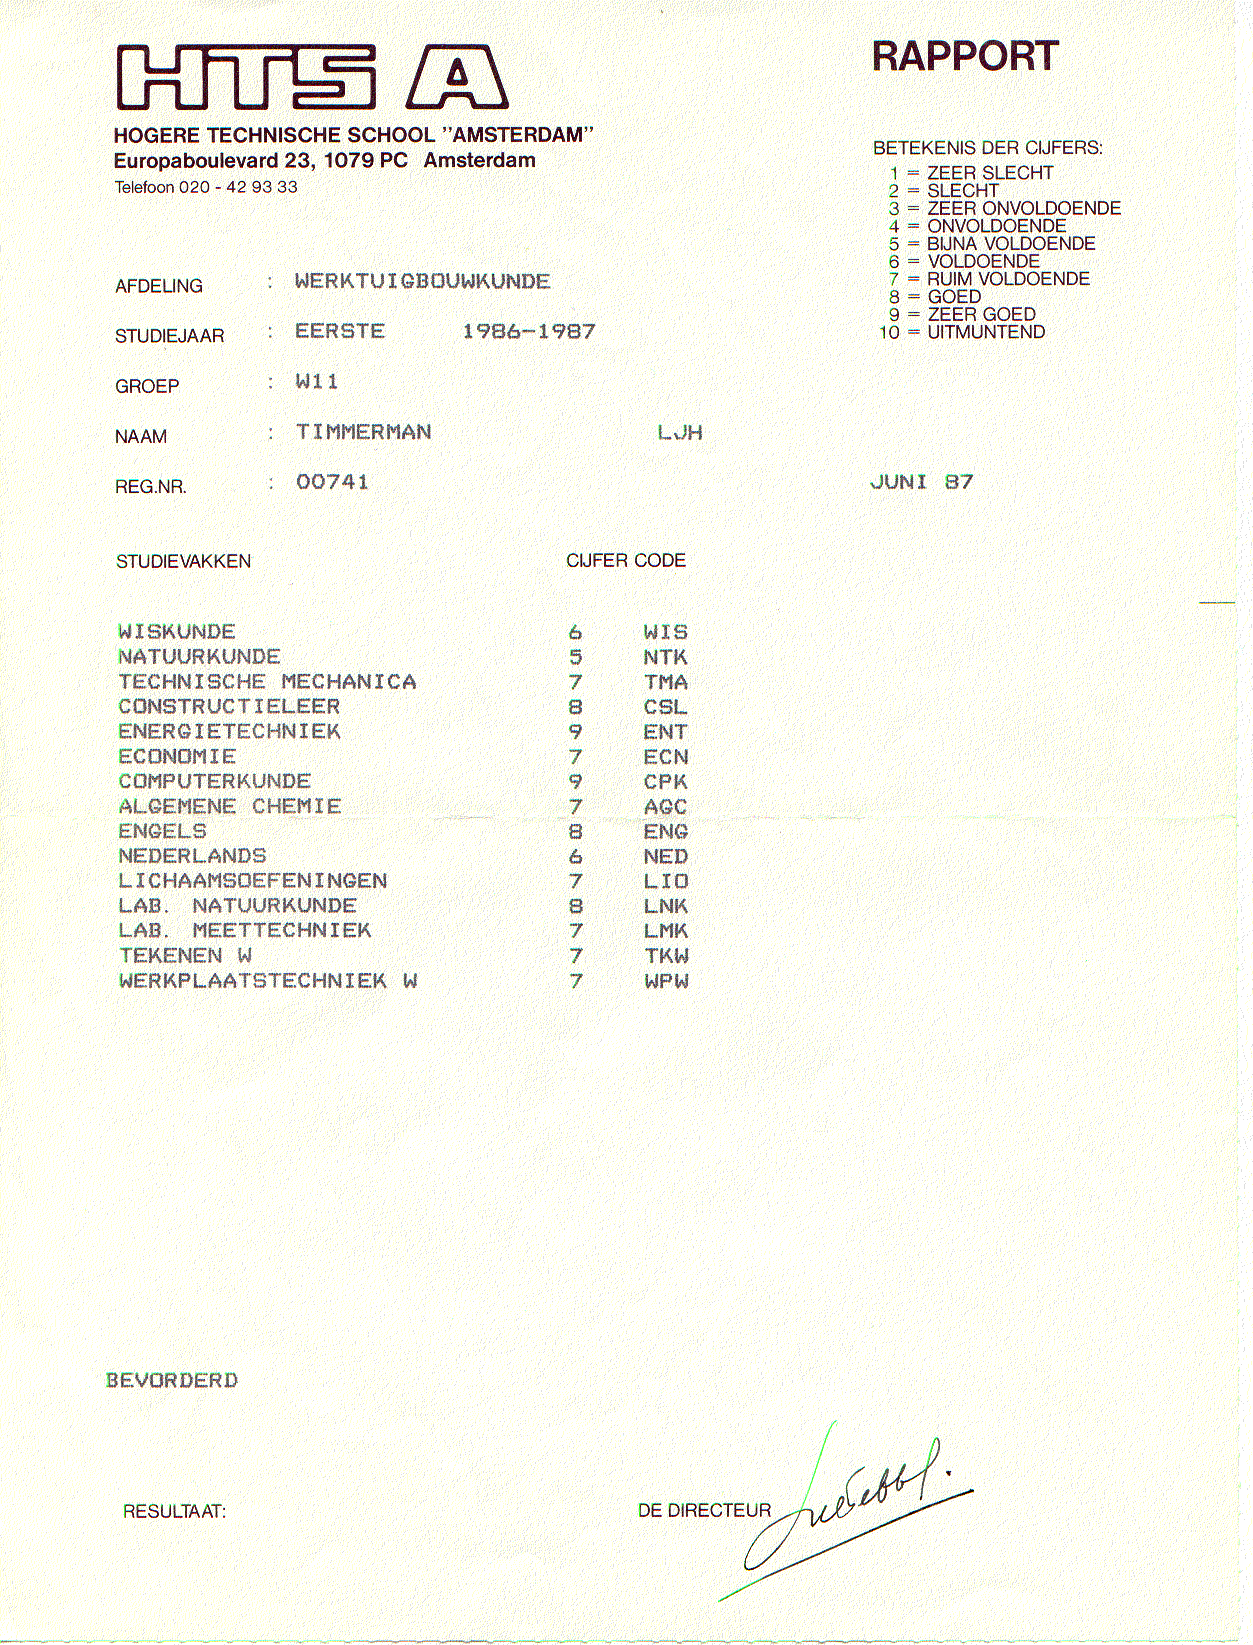 HTS A
RAPPORT
HOGERE TECHNISCHE SCHOOL "AMSTERDAM"
Europaboulevard 23, 1079 PC Amsterdam
Telefoon 020 - 42 93 33
BETEKENIS DER CIJFERS:
1 = ZEER SLECHT
2 = SLECHT
3 = ZEER ONVOLDOENDE
4 = ONVOLDOENDE
5 = BIJNA VOLDOENDE
6 = VOLDOENDE
7 = RUIM VOLDOENDE
8 = GOED
9 = ZEER GOED
10 = UITMUNTEND
AFDELING : WERKTUIGBOUWKUNDE
STUDIEJAAR : EERSTE 1986-1987
GROEP : W11
NAAM : TIMMERMAN LJH
REG.NR. : 00741 JUNI 87
STUDIEVAKKEN CIJFER CODE
WISKUNDE 6 WIS
NATUURKUNDE 5 NTK
TECHNISCHE MECHANICA 7 TMA
CONSTRUCTIELEER 8 CSL
ENERGIETECHNIEK 9 ENT
ECONOMIE 7 ECN
COMPUTERKUNDE 9 CPK
ALGEMENE CHEMIE 7 AGC
ENGELS 8 ENG
NEDERLANDS 6 NED
LICHAAMSOEFENINGEN 7 LIO
LAB. NATUURKUNDE 8 LNK
LAB. MEETTECHNIEK 7 LMK
TEKENEN W 7 TKW
WERKPLAATSTECHNIEK W 7 WPW
BEVORDERD
RESULTAAT: DE DIRECTEUR